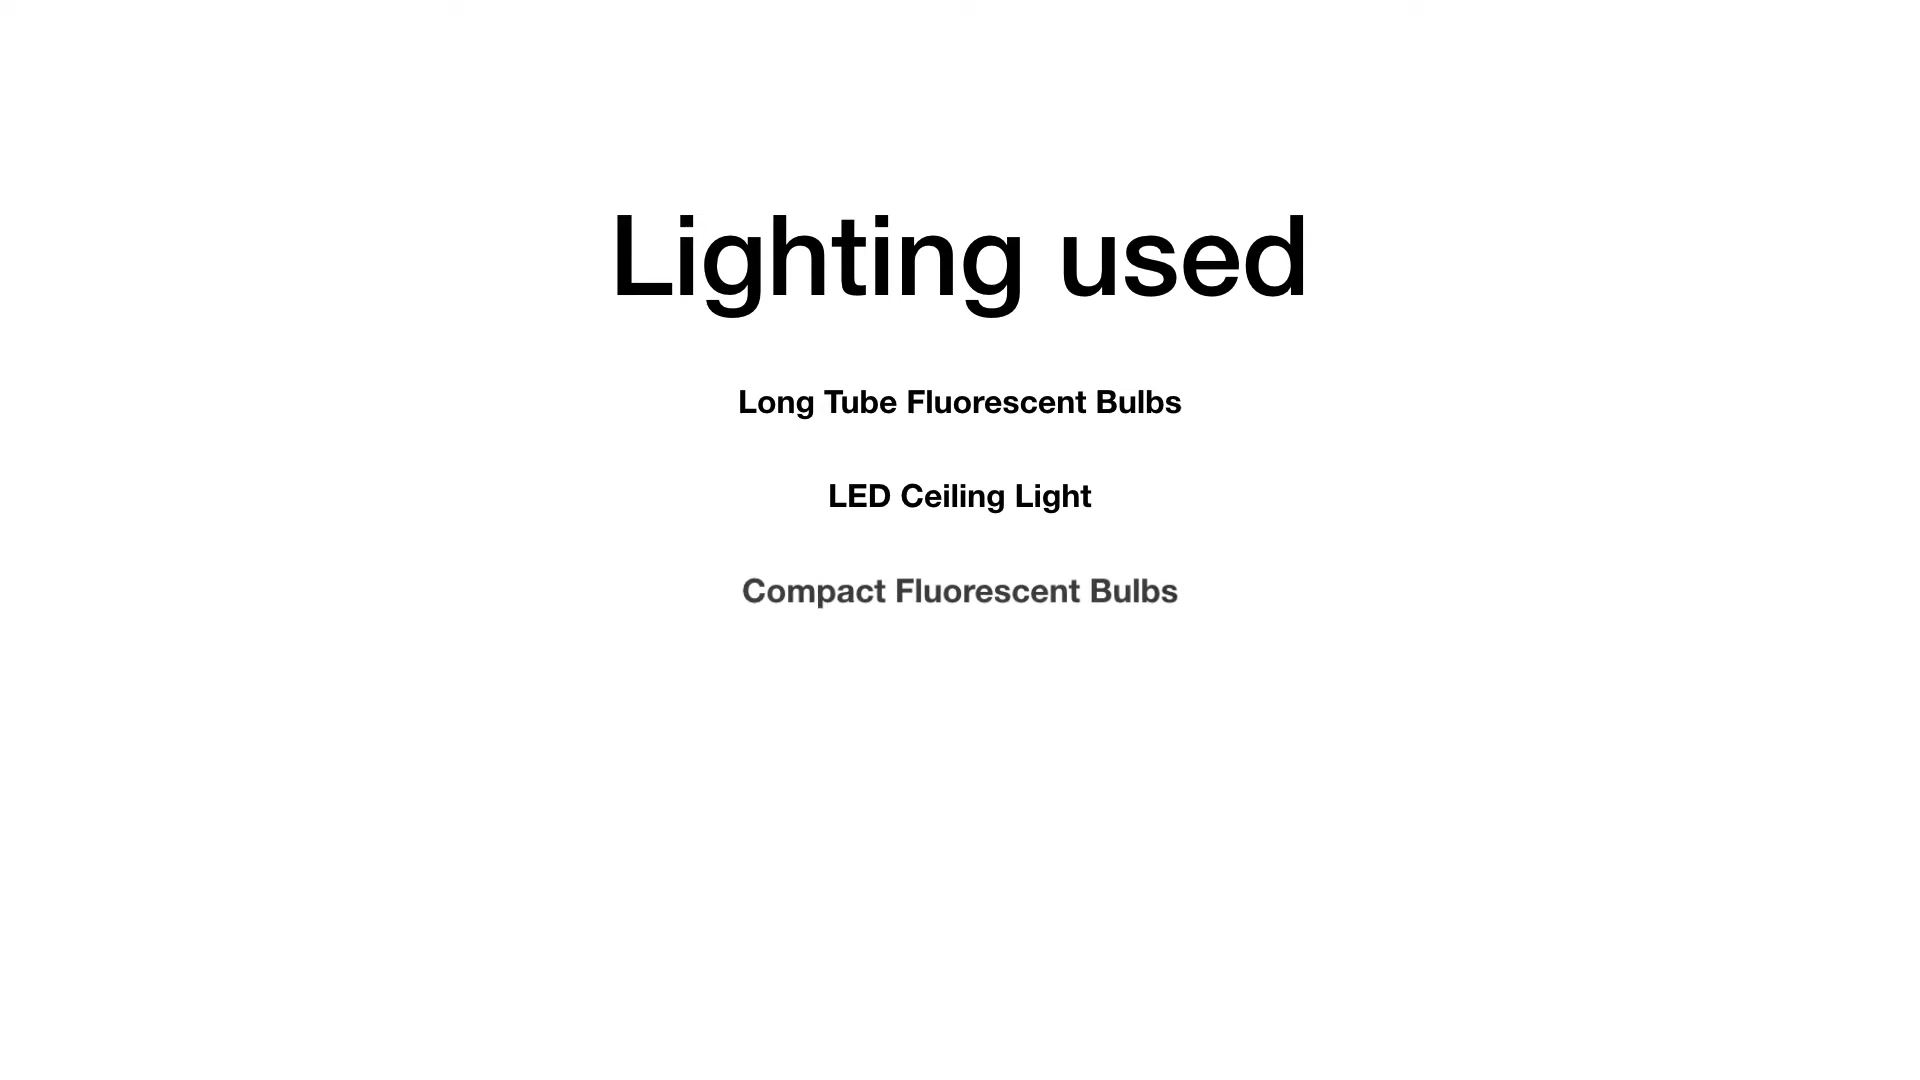 Lighting used
Long Tube Fluorescent Bulbs
LED Ceiling Light
Compact Fluorescent Bulbs